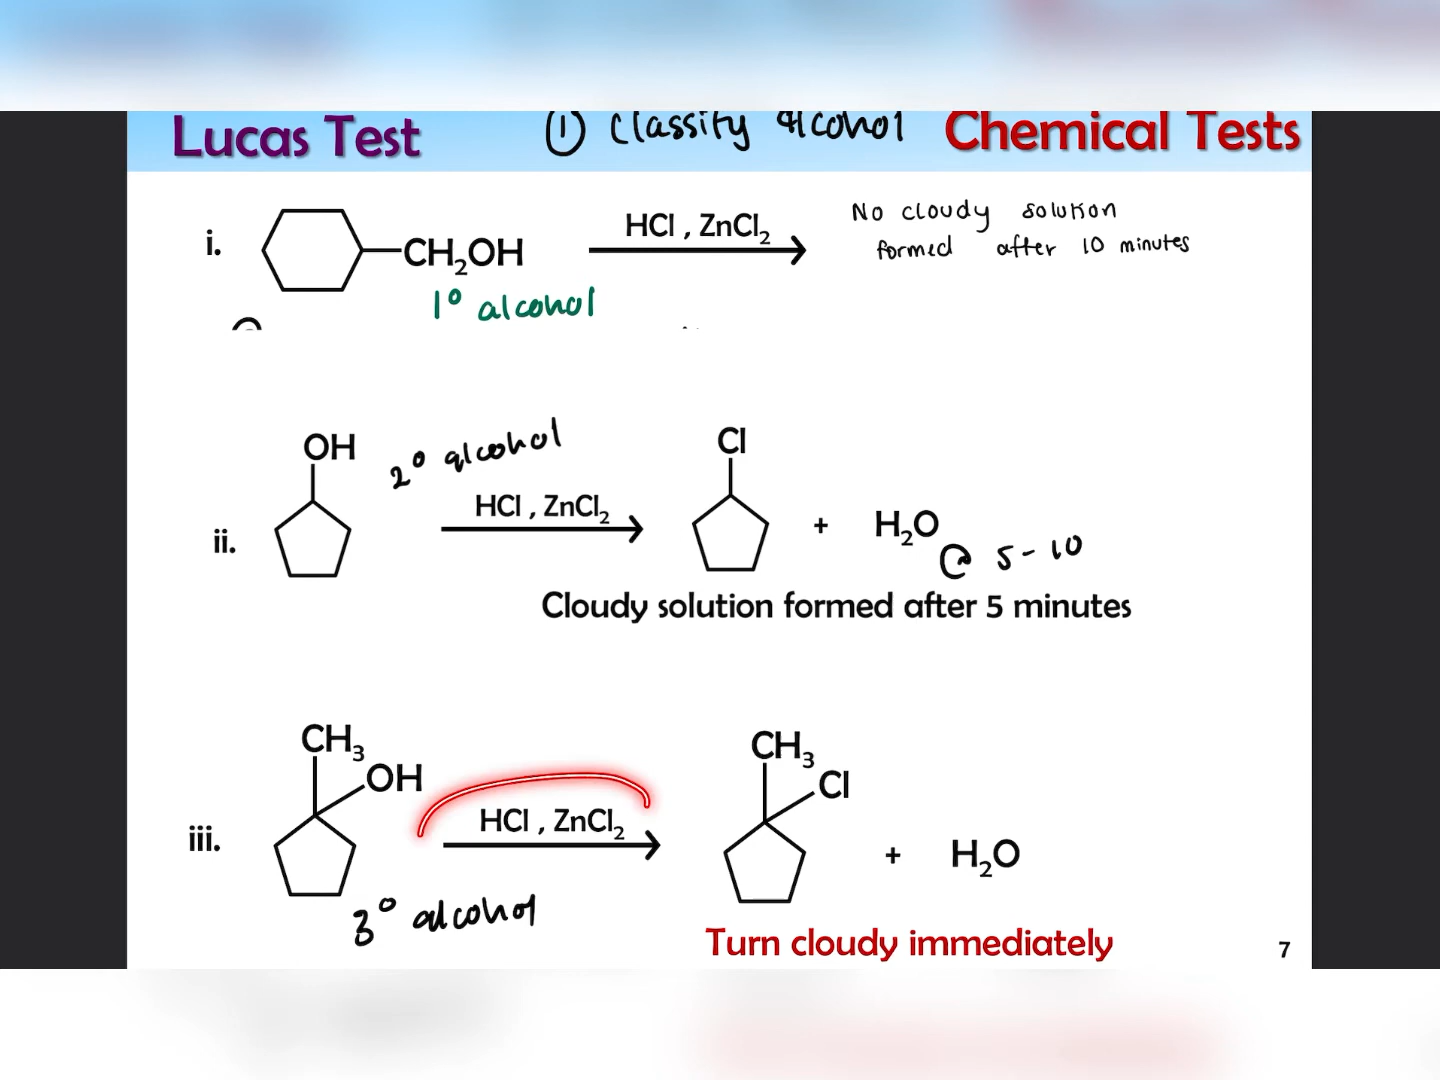 Lucas Test
① classify alcohol
Chemical Tests
i.
CH₂OH
HCl , ZnCl₂
No cloudy solution
formed after 10 minutes
1° alcohol
OH
2° alcohol
Cl
ii.
HCl , ZnCl₂
+ H₂O
@ 5 - 10
Cloudy solution formed after 5 minutes
CH₃
OH
CH₃
Cl
iii.
HCl , ZnCl₂
+ H₂O
3° alcohol
Turn cloudy immediately
7